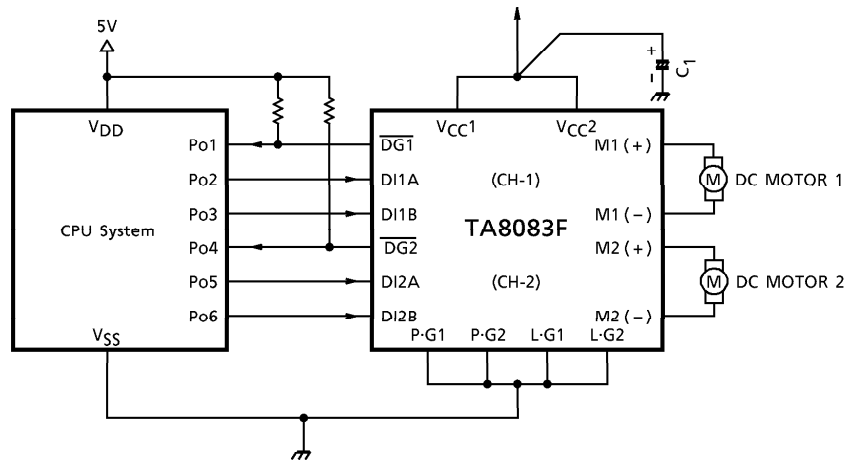 5V
+
-
C1
VDD
VCC1
VCC2
Po1
DG1
M1 (+)
M
DC MOTOR 1
Po2
DI1A
(CH-1)
Po3
DI1B
M1 (−)
CPU System
TA8083F
Po4
DG2
M2 (+)
Po5
DI2A
(CH-2)
M
DC MOTOR 2
Po6
DI2B
M2 (−)
VSS
P·G1
P·G2
L·G1
L·G2